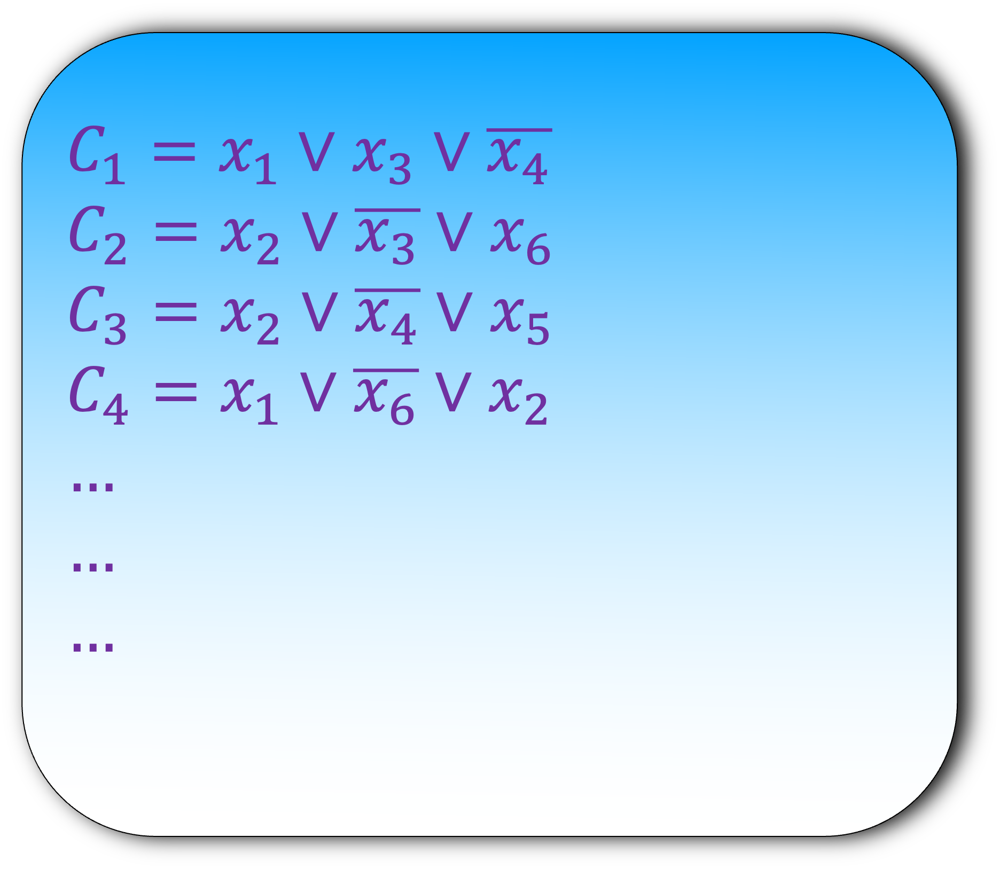 C₁ = x₁ ∨ x₃ ∨ x̅₄
C₂ = x₂ ∨ x̅₃ ∨ x₆
C₃ = x₂ ∨ x̅₄ ∨ x₅
C₄ = x₁ ∨ x̅₆ ∨ x₂
...
...
...